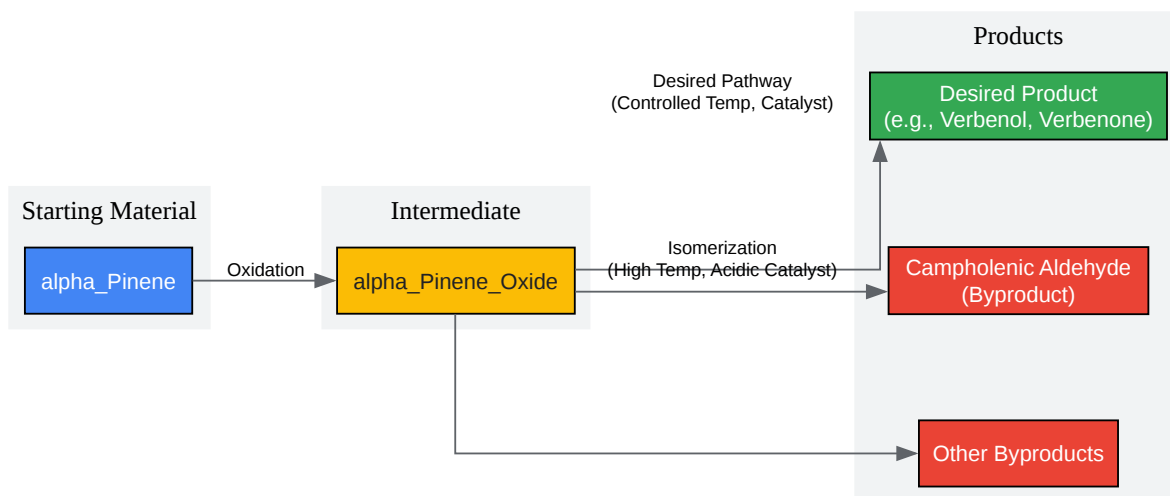 Products
Desired Pathway
(Controlled Temp, Catalyst)
Desired Product
(e.g., Verbenol, Verbenone)
Starting Material
alpha_Pinene
Oxidation
Intermediate
alpha_Pinene_Oxide
Isomerization
(High Temp, Acidic Catalyst)
Campholenic Aldehyde
(Byproduct)
Other Byproducts